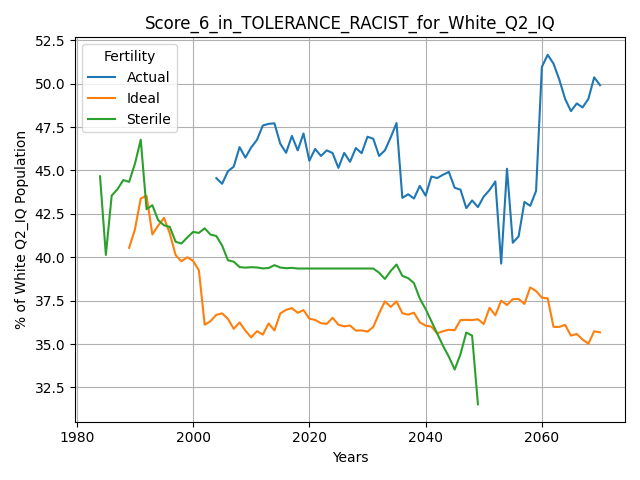 Score_6_in_TOLERANCE_RACIST_for_White_Q2_IQ
Fertility
Actual
Ideal
Sterile
% of White Q2_IQ Population
52.5
50.0
47.5
45.0
42.5
40.0
37.5
35.0
32.5
1980
2000
2020
2040
2060
Years